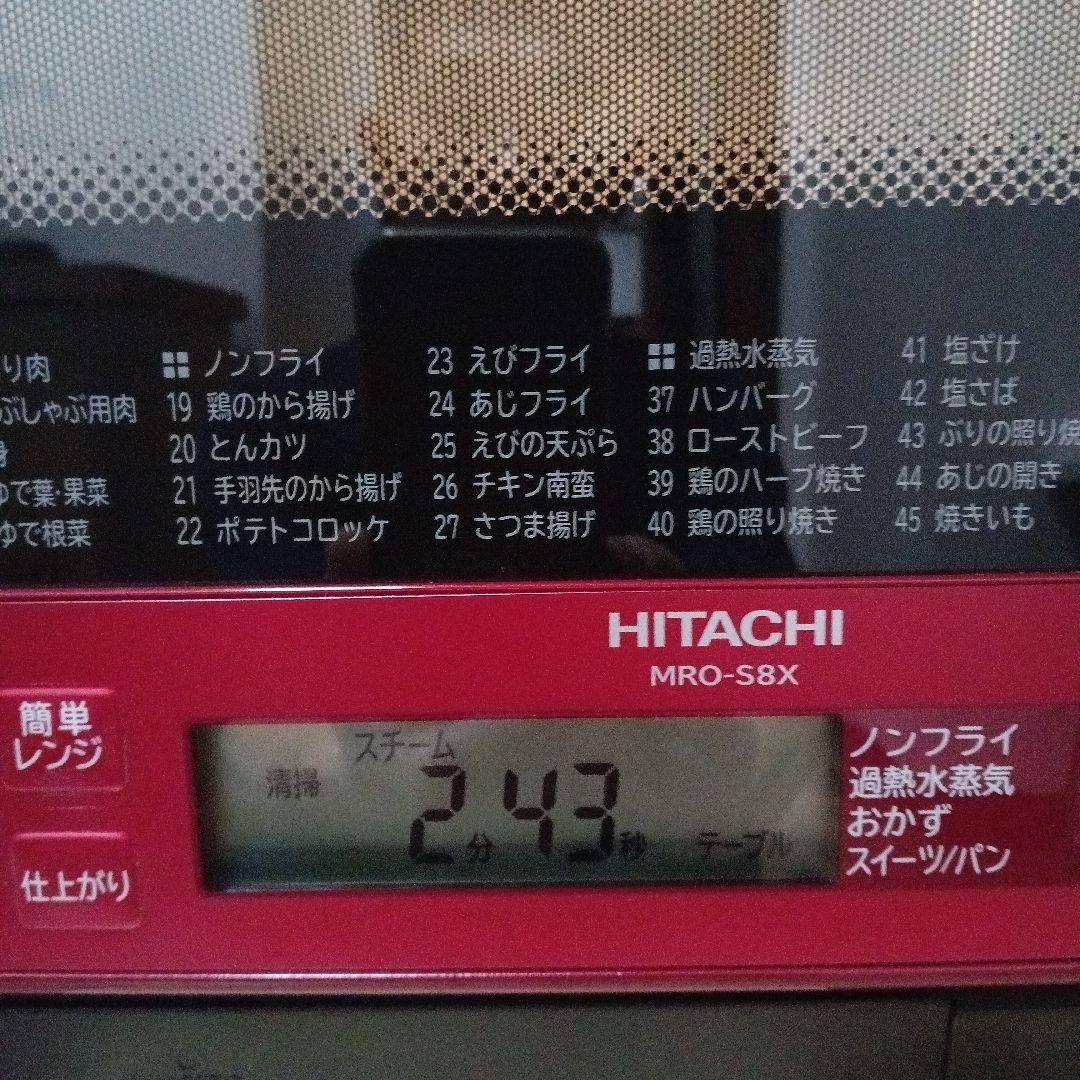 り肉
ぶしゃぶ用肉
身
ゆで葉・果菜
ゆで根菜
ノンフライ
19 鶏のから揚げ
20 とんカツ
21 手羽先のから揚げ
22 ポテトコロッケ
23 えびフライ
24 あじフライ
25 えびの天ぷら
26 チキン南蛮
27 さつま揚げ
過熱水蒸気
37 ハンバーグ
38 ローストビーフ
39 鶏のハーブ焼き
40 鶏の照り焼き
41 塩ざけ
42 塩さば
43 ぶりの照り焼
44 あじの開き
45 焼きいも
HITACHI
MRO-S8X
簡単
レンジ
仕上がり
スチーム
清掃
2分43秒
テーブル
ノンフライ
過熱水蒸気
おかず
スイーツ/パン